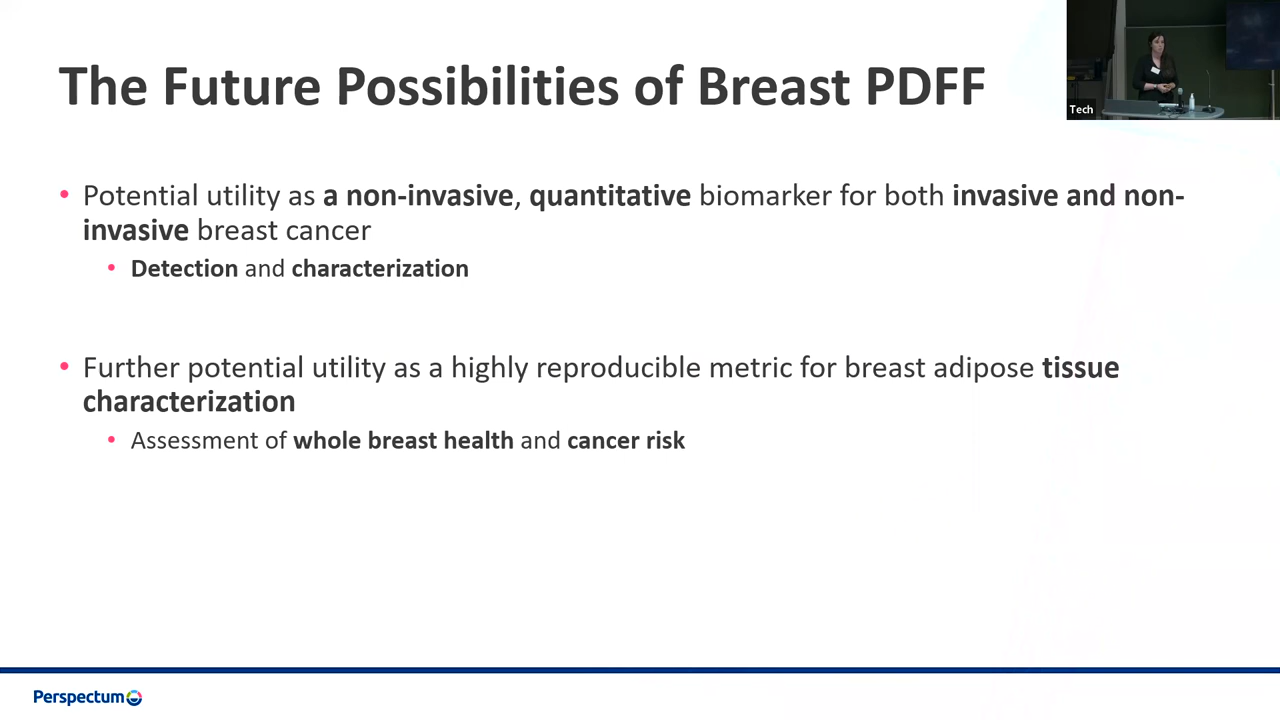 The Future Possibilities of Breast PDFF
Tech
• Potential utility as a non-invasive, quantitative biomarker for both invasive and non-
invasive breast cancer
• Detection and characterization
• Further potential utility as a highly reproducible metric for breast adipose tissue
characterization
• Assessment of whole breast health and cancer risk
Perspectum